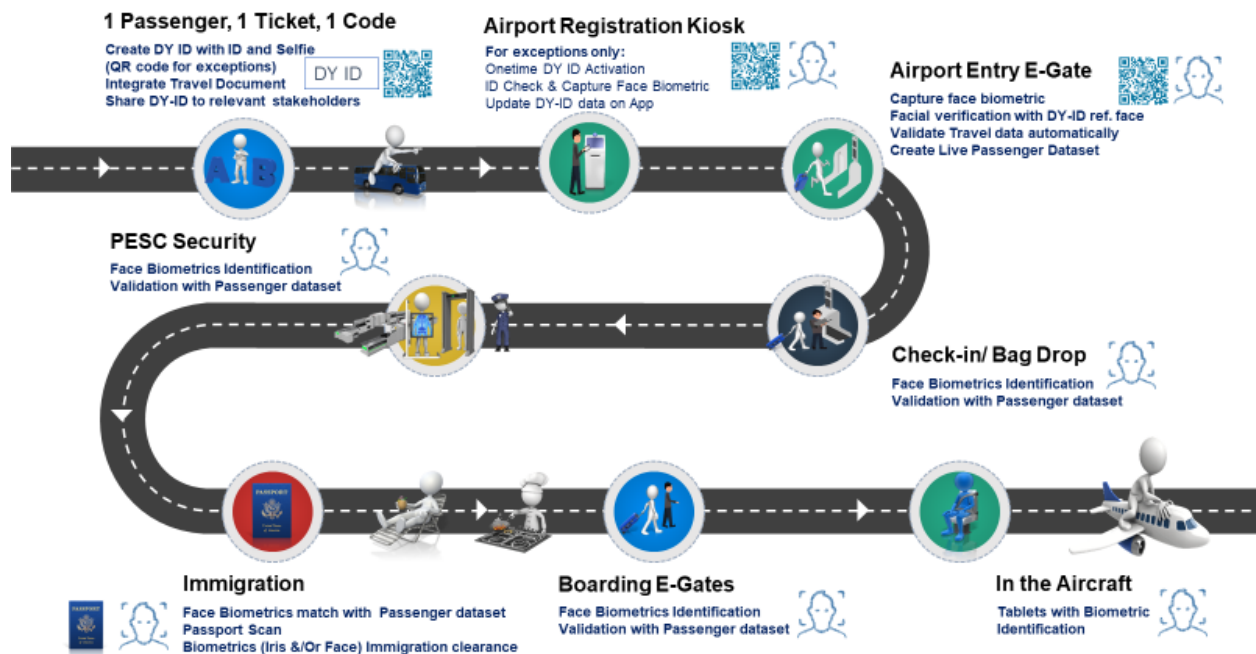 1 Passenger, 1 Ticket, 1 Code
Create DY ID with ID and Selfie
(QR code for exceptions)
Integrate Travel Document
Share DY-ID to relevant stakeholders
DY ID
Airport Registration Kiosk
For exceptions only:
Onetime DY ID Activation
ID Check & Capture Face Biometric
Update DY-ID data on App
Airport Entry E-Gate
Capture face biometric
Facial verification with DY-ID ref. face
Validate Travel data automatically
Create Live Passenger Dataset
A B
PESC Security
Face Biometrics Identification
Validation with Passenger dataset
Check-in/ Bag Drop
Face Biometrics Identification
Validation with Passenger dataset
PASSPORT
Immigration
Face Biometrics match with Passenger dataset
Passport Scan
Biometrics (Iris &/Or Face) Immigration clearance
Boarding E-Gates
Face Biometrics Identification
Validation with Passenger dataset
In the Aircraft
Tablets with Biometric
Identification